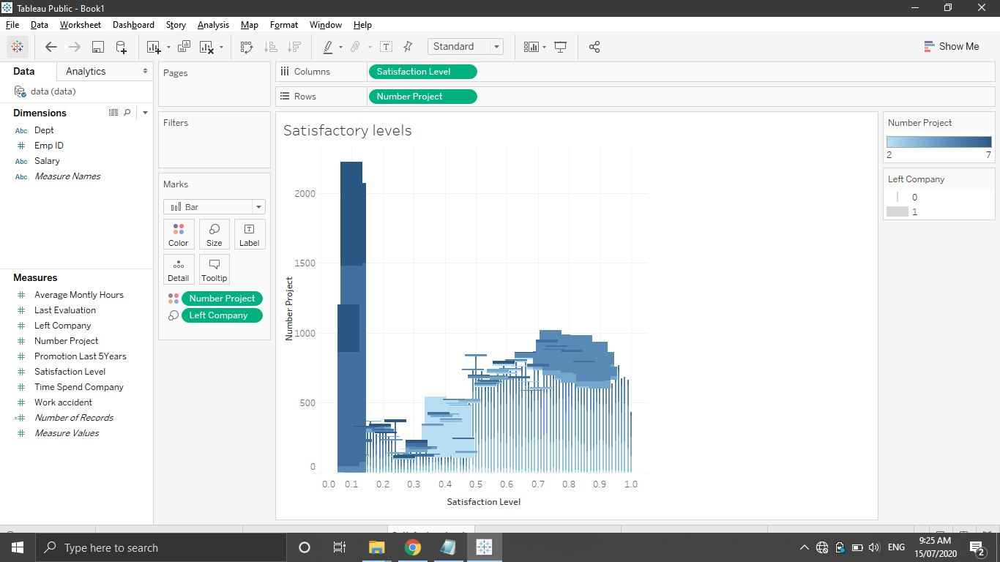 Tableau Public - Book1
File Data Worksheet Dashboard Story Analysis Map Format Window Help
Standard
Show Me
Data Analytics
data (data)
Dimensions
Abc Dept
# Emp ID
Abc Salary
Abc Measure Names
Measures
# Average Montly Hours
# Last Evaluation
# Left Company
# Number Project
# Promotion Last 5Years
# Satisfaction Level
# Time Spend Company
# Work accident
=# Number of Records
# Measure Values
Pages
Filters
Marks
Bar
Color Size Label
Detail Tooltip
Number Project
Left Company
Columns Satisfaction Level
Rows Number Project
Satisfactory levels
Number Project
2000
1500
1000
500
0
0.0 0.1 0.2 0.3 0.4 0.5 0.6 0.7 0.8 0.9 1.0
Satisfaction Level
Number Project
2 7
Left Company
0
1
Type here to search
ENG
9:25 AM
15/07/2020
2